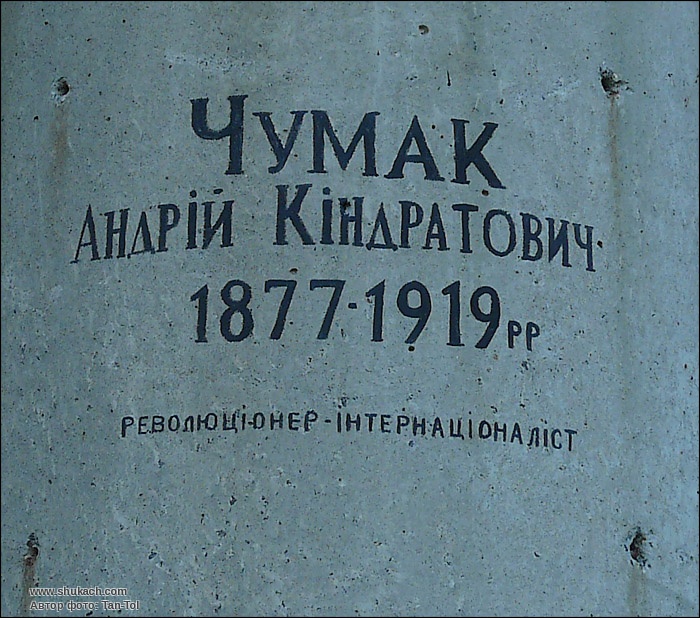 ЧУМАК
АНДРІЙ КІНДРАТОВИЧ
1877-1919 РР
РЕВОЛЮЦІОНЕР-ІНТЕРНАЦІОНАЛІСТ
www.shukach.com
Автор фото: Tan-Tol